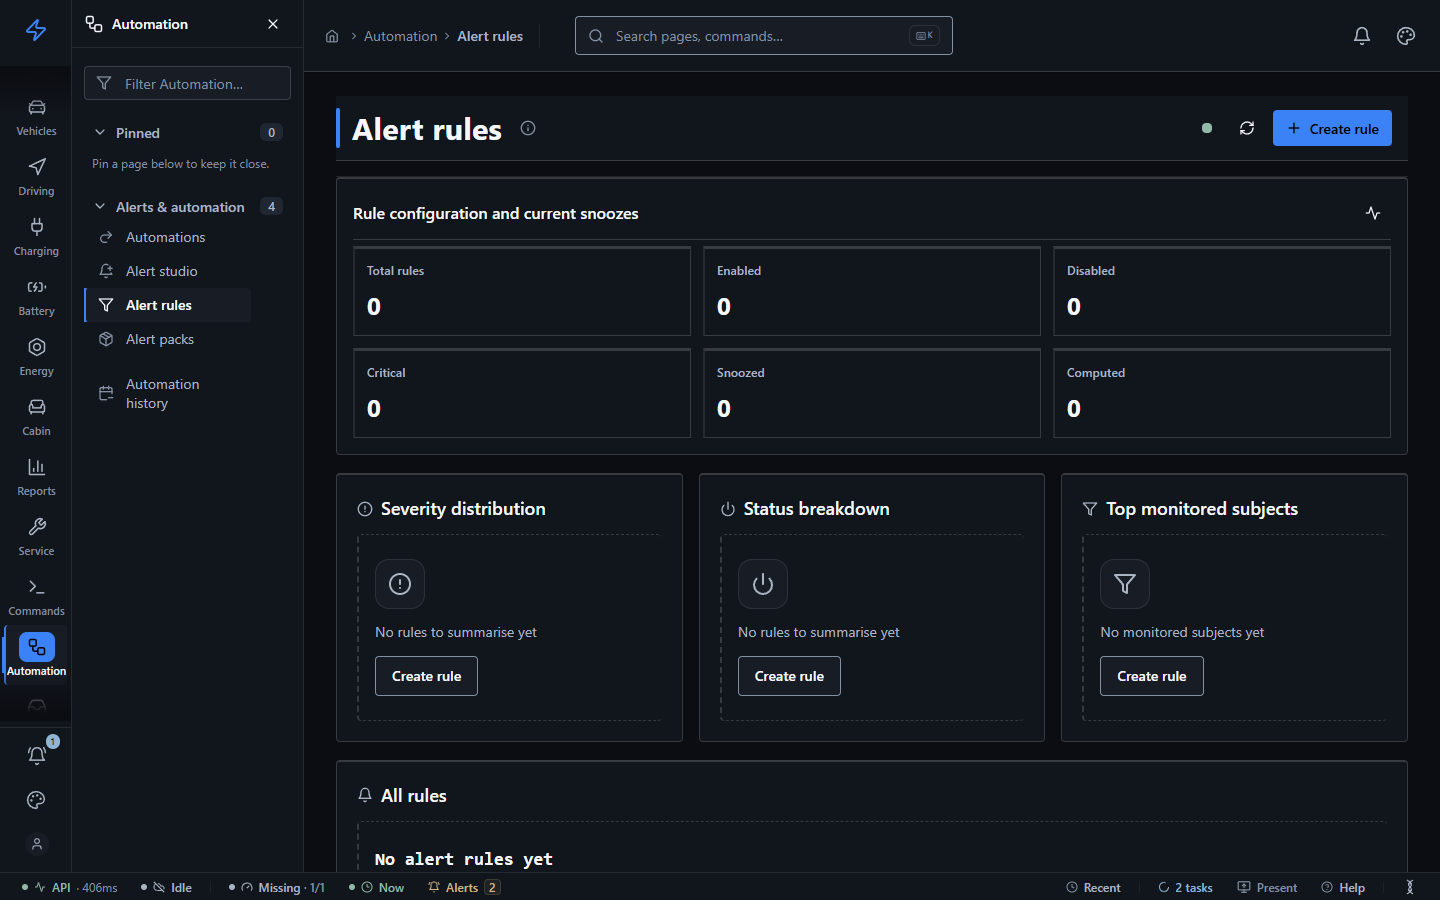 Automation
Filter Automation...
Pinned 0
Pin a page below to keep it close.
Alerts & automation 4
Automations
Alert studio
Alert rules
Alert packs
Automation
history
Vehicles
Driving
Charging
Battery
Energy
Cabin
Reports
Service
Commands
Automation
1
Automation
Alert rules
Search pages, commands...
K
Alert rules
Create rule
Rule configuration and current snoozes
Total rules
0
Enabled
0
Disabled
0
Critical
0
Snoozed
0
Computed
0
Severity distribution
No rules to summarise yet
Create rule
Status breakdown
No rules to summarise yet
Create rule
Top monitored subjects
No monitored subjects yet
Create rule
All rules
No alert rules yet
API · 406ms
Idle
Missing · 1/1
Now
Alerts 2
Recent
2 tasks
Present
Help